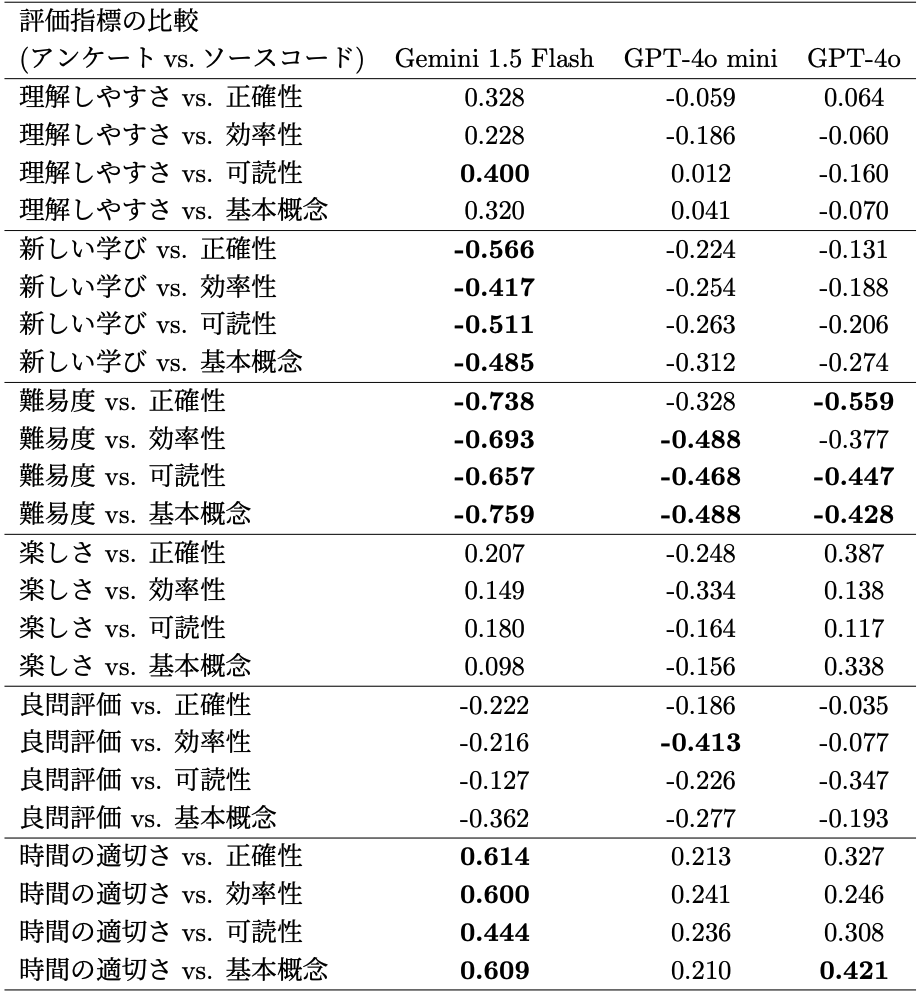 評価指標の比較
(アンケート vs. ソースコード) Gemini 1.5 Flash GPT-4o mini GPT-4o
理解しやすさ vs. 正確性 0.328 -0.059 0.064
理解しやすさ vs. 効率性 0.228 -0.186 -0.060
理解しやすさ vs. 可読性 0.400 0.012 -0.160
理解しやすさ vs. 基本概念 0.320 0.041 -0.070
新しい学び vs. 正確性 -0.566 -0.224 -0.131
新しい学び vs. 効率性 -0.417 -0.254 -0.188
新しい学び vs. 可読性 -0.511 -0.263 -0.206
新しい学び vs. 基本概念 -0.485 -0.312 -0.274
難易度 vs. 正確性 -0.738 -0.328 -0.559
難易度 vs. 効率性 -0.693 -0.488 -0.377
難易度 vs. 可読性 -0.657 -0.468 -0.447
難易度 vs. 基本概念 -0.759 -0.488 -0.428
楽しさ vs. 正確性 0.207 -0.248 0.387
楽しさ vs. 効率性 0.149 -0.334 0.138
楽しさ vs. 可読性 0.180 -0.164 0.117
楽しさ vs. 基本概念 0.098 -0.156 0.338
良問評価 vs. 正確性 -0.222 -0.186 -0.035
良問評価 vs. 効率性 -0.216 -0.413 -0.077
良問評価 vs. 可読性 -0.127 -0.226 -0.347
良問評価 vs. 基本概念 -0.362 -0.277 -0.193
時間の適切さ vs. 正確性 0.614 0.213 0.327
時間の適切さ vs. 効率性 0.600 0.241 0.246
時間の適切さ vs. 可読性 0.444 0.236 0.308
時間の適切さ vs. 基本概念 0.609 0.210 0.421